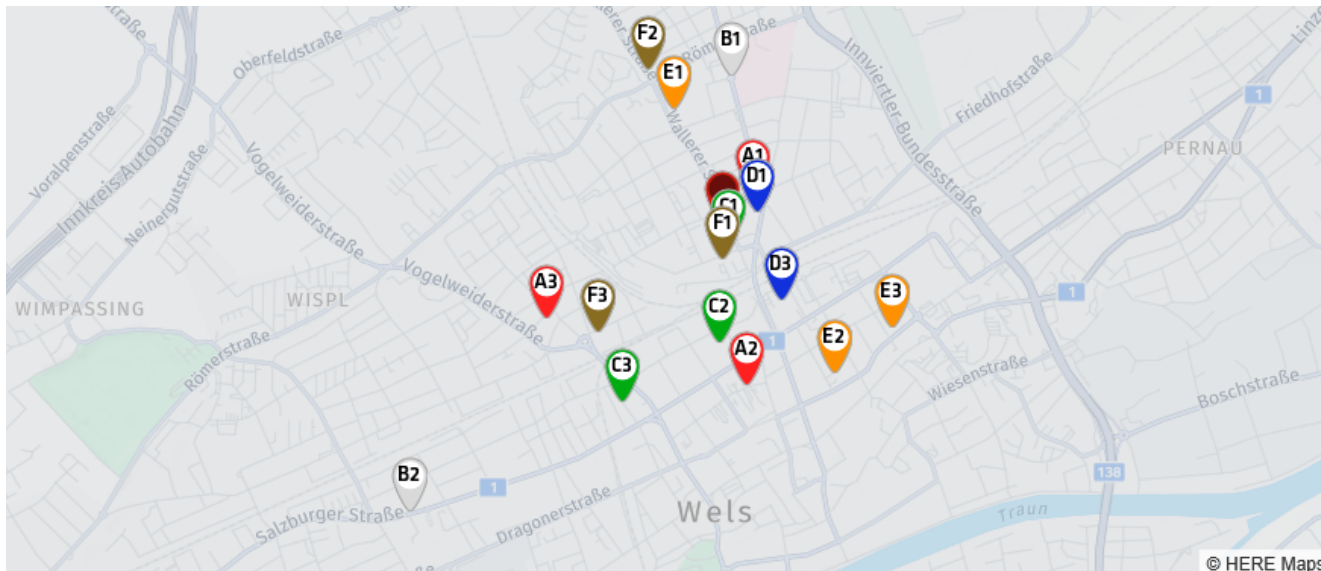 Oberfeldstraße
F2
Wallerer Straße
Römerstraße
B1
E1
Innviertler Bundesstraße
Friedhofstraße
1
Voralpenstraße
Innkreis Autobahn
Neinergutstraße
Vogelweiderstraße
A1
D1
C1
F1
PERNAU
WIMPASSING
WISPL
Vogelweiderstraße
A3
F3
C2
D3
E3
1
1
A2
E2
C3
Römerstraße
Wiesenstraße
Boschstraße
B2
1
Salzburger Straße
Dragonerstraße
Wels
138
Traun
© HERE Maps